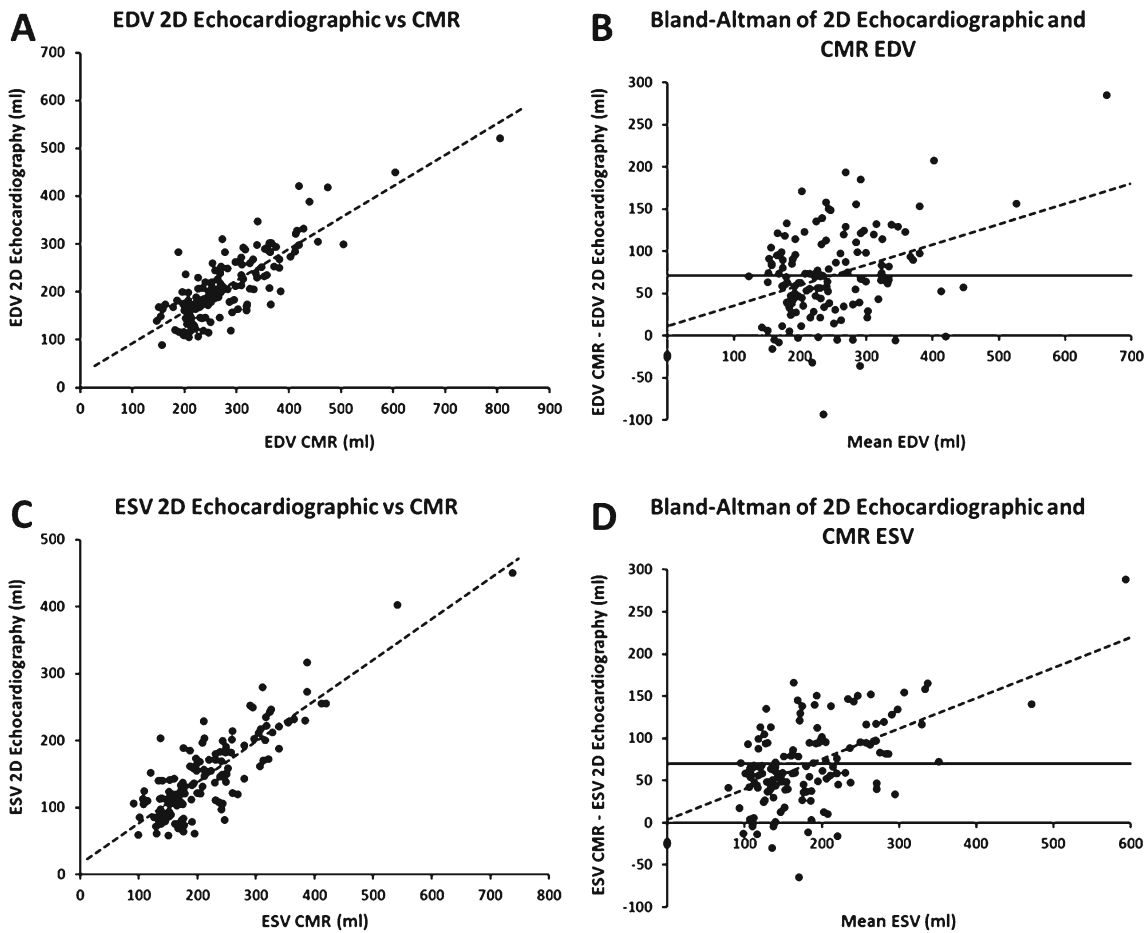 A
EDV 2D Echocardiographic vs CMR
EDV 2D Echocardiography (ml)
700
600
500
400
300
200
100
0
0 100 200 300 400 500 600 700 800 900
EDV CMR (ml)
B
Bland-Altman of 2D Echocardiographic and
CMR EDV
EDV CMR - EDV 2D Echocardiography (ml)
300
250
200
150
100
50
0
-50
-100
0 100 200 300 400 500 600 700
Mean EDV (ml)
C
ESV 2D Echocardiographic vs CMR
ESV 2D Echocardiography (ml)
500
400
300
200
100
0
0 100 200 300 400 500 600 700 800
ESV CMR (ml)
D
Bland-Altman of 2D Echocardiographic and
CMR ESV
ESV CMR - ESV 2D Echocardiography (ml)
300
250
200
150
100
50
0
-50
-100
0 100 200 300 400 500 600
Mean ESV (ml)